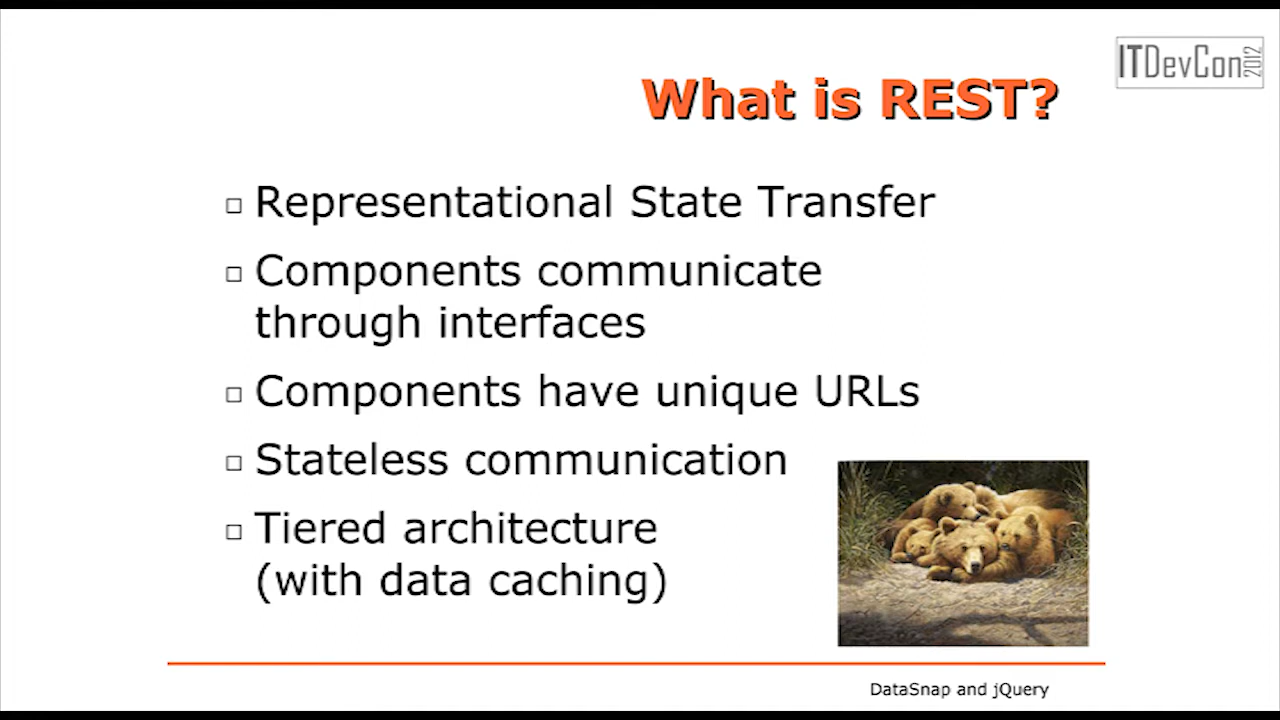 ITDevCon 2012
What is REST?
Representational State Transfer
Components communicate
through interfaces
Components have unique URLs
Stateless communication
Tiered architecture
(with data caching)
DataSnap and jQuery